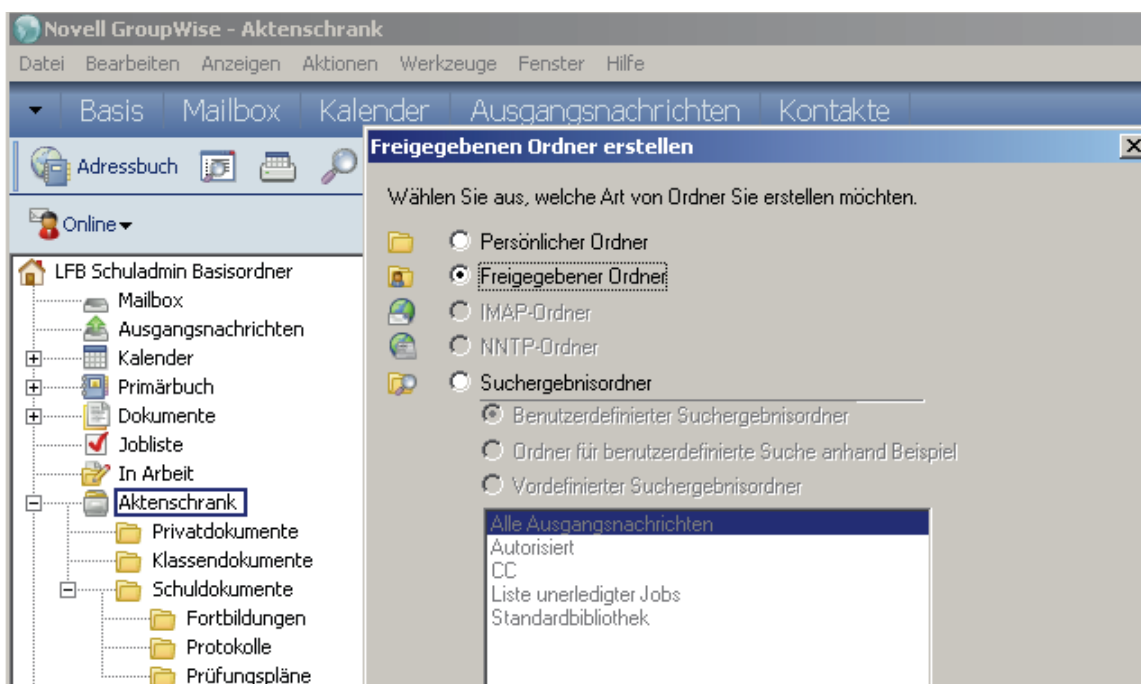 Novell GroupWise - Aktenschrank
Datei Bearbeiten Anzeigen Aktionen Werkzeuge Fenster Hilfe
Basis Mailbox Kalender Ausgangsnachrichten Kontakte
Adressbuch
Online
LFB Schuladmin Basisordner
Mailbox
Ausgangsnachrichten
Kalender
Primärbuch
Dokumente
Jobliste
In Arbeit
Aktenschrank
Privatdokumente
Klassendokumente
Schuldokumente
Fortbildungen
Protokolle
Prüfungspläne
Freigegebenen Ordner erstellen
Wählen Sie aus, welche Art von Ordner Sie erstellen möchten.
Persönlicher Ordner
Freigegebener Ordner
IMAP-Ordner
NNTP-Ordner
Suchergebnisordner
Benutzerdefinierter Suchergebnisordner
Ordner für benutzerdefinierte Suche anhand Beispiel
Vordefinierter Suchergebnisordner
Alle Ausgangsnachrichten
Autorisiert
CC
Liste unerledigter Jobs
Standardbibliothek